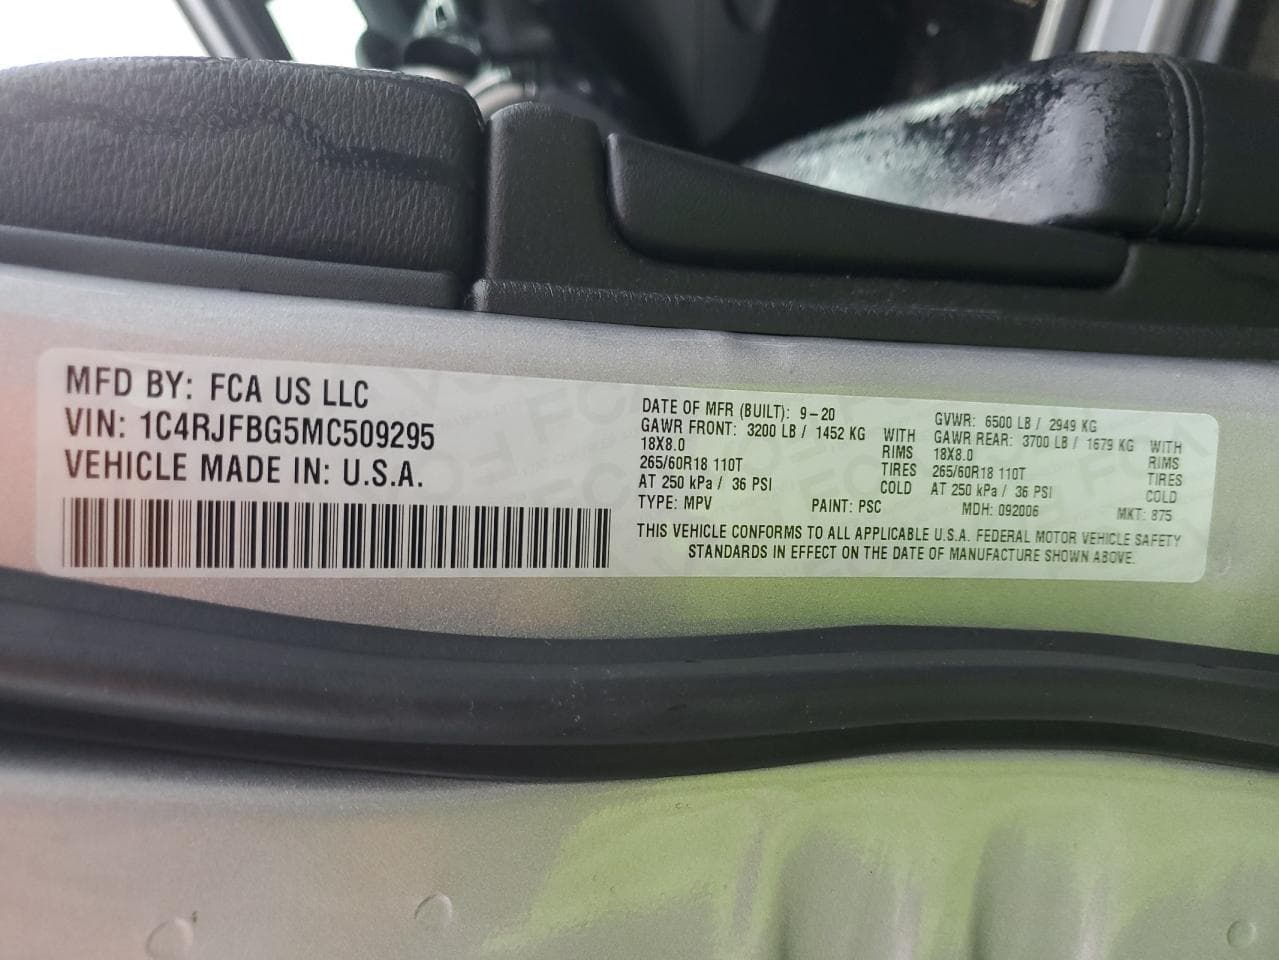 MFD BY: FCA US LLC
VIN: 1C4RJFBG5MC509295
VEHICLE MADE IN: U.S.A.
DATE OF MFR (BUILT): 9-20 GVWR: 6500 LB / 2949 KG
GAWR FRONT: 3200 LB / 1452 KG WITH GAWR REAR: 3700 LB / 1679 KG WITH
18X8.0 RIMS 18X8.0 RIMS
265/60R18 110T TIRES 265/60R18 110T TIRES
AT 250 kPa / 36 PSI COLD AT 250 kPa / 36 PSI COLD
TYPE: MPV PAINT: PSC MDH: 092006 MKT: 875
THIS VEHICLE CONFORMS TO ALL APPLICABLE U.S.A. FEDERAL MOTOR VEHICLE SAFETY
STANDARDS IN EFFECT ON THE DATE OF MANUFACTURE SHOWN ABOVE.